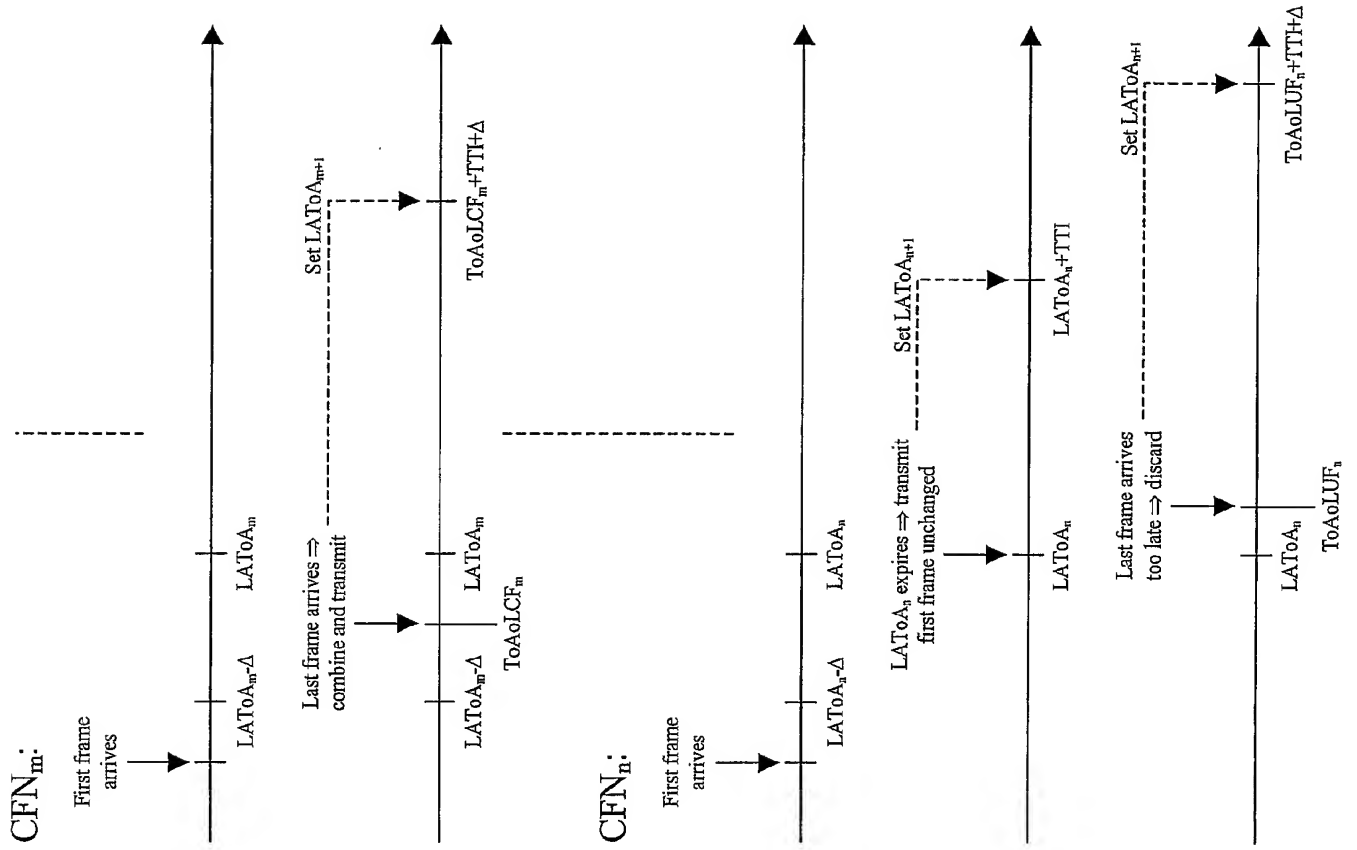 CFNₘ:
First frame
arrives
LAToAₘ-Δ
LAToAₘ
Last frame arrives ⇒
combine and transmit
Set LAToAₘ₊₁
LAToAₘ-Δ
ToAoLCFₘ
LAToAₘ
ToAoLCFₘ+TTI+Δ
CFNₙ:
First frame
arrives
LAToAₙ-Δ
LAToAₙ
LAToAₙ expires ⇒ transmit
first frame unchanged
Set LAToAₙ₊₁
LAToAₙ
LAToAₙ+TTI
Last frame arrives
too late ⇒ discard
Set LAToAₙ₊₁
LAToAₙ
ToAoLUFₙ
ToAoLUFₙ+TTI+Δ